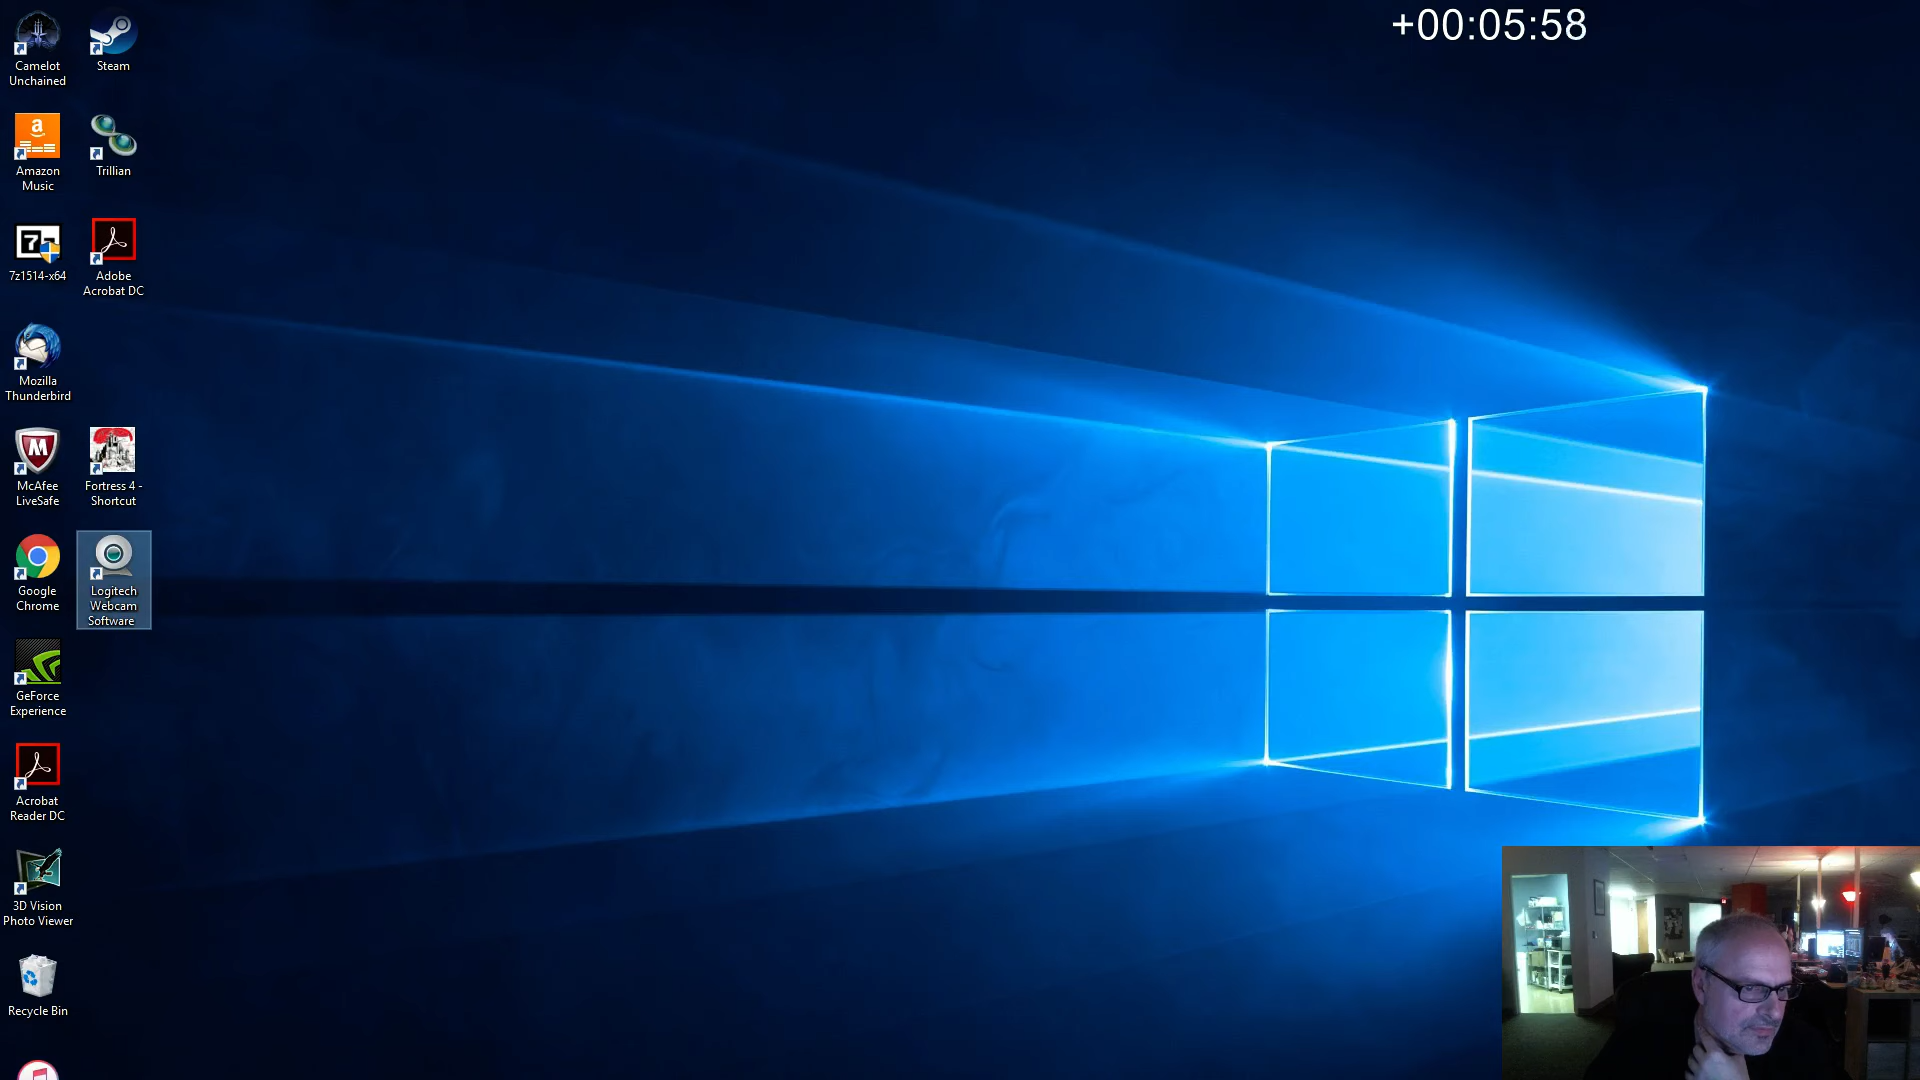 +00:05:58
Camelot
Unchained
Steam
a
Amazon
Music
Trillian
7z
7z1514-x64
Adobe
Acrobat DC
Mozilla
Thunderbird
M
McAfee
LiveSafe
Fortress 4 -
Shortcut
Google
Chrome
Logitech
Webcam
Software
GeForce
Experience
Acrobat
Reader DC
3D Vision
Photo Viewer
Recycle Bin